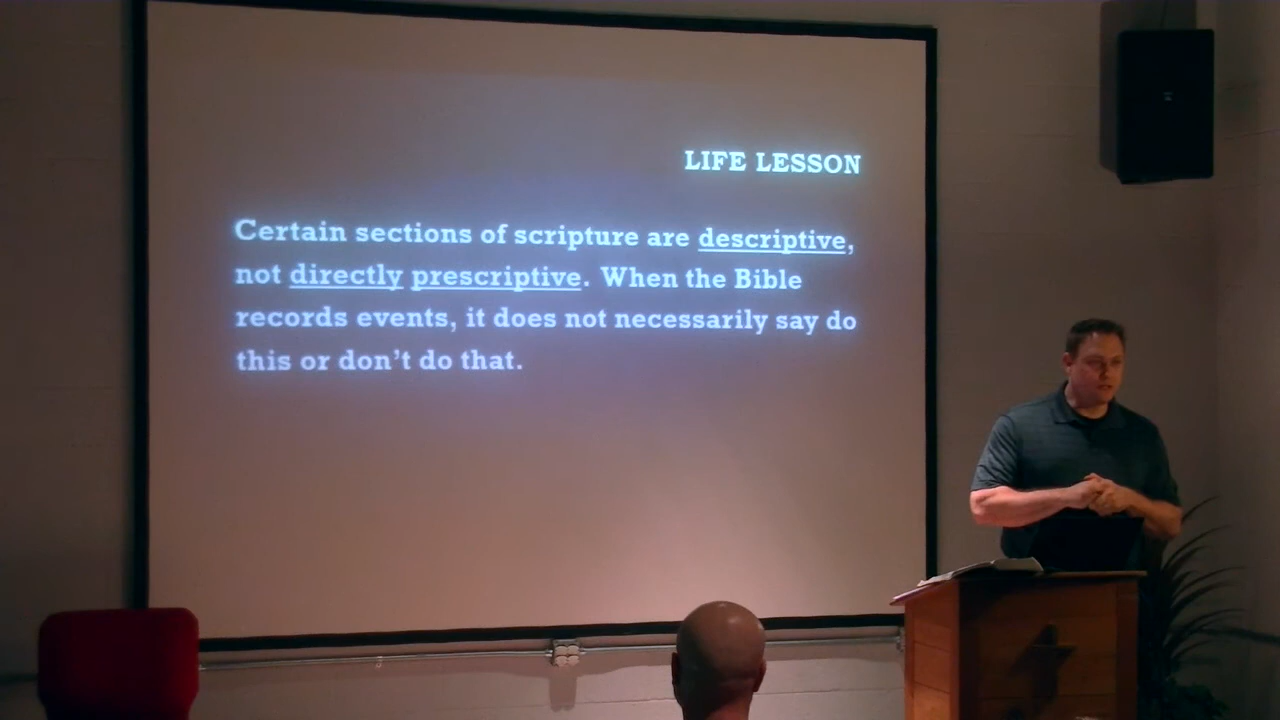 LIFE LESSON
Certain sections of scripture are descriptive,
not directly prescriptive. When the Bible
records events, it does not necessarily say do
this or don't do that.